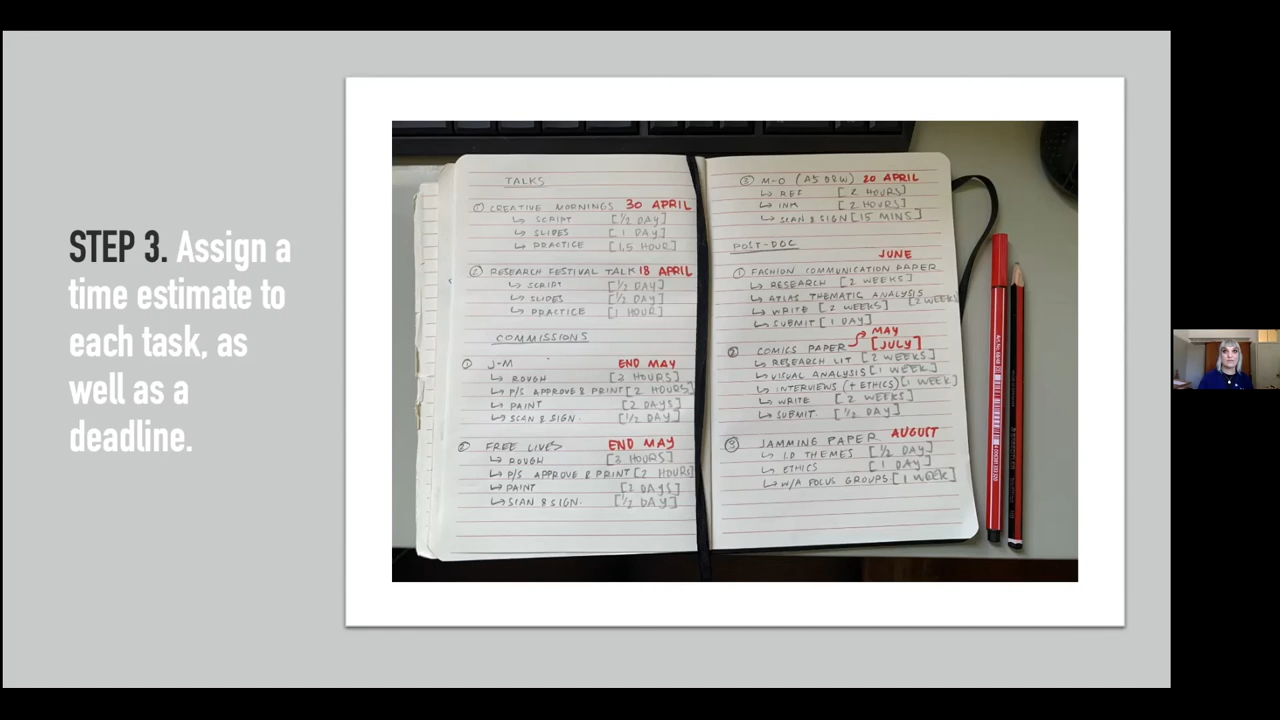 STEP 3. Assign a
time estimate to
each task, as
well as a
deadline.
TALKS
① CREATIVE MORNINGS 30 APRIL
↳ SCRIPT [½ DAY]
↳ SLIDES [1 DAY]
↳ PRACTICE [1,5 HOUR]
② RESEARCH FESTIVAL TALK 18 APRIL
↳ SCRIPT [½ DAY]
↳ SLIDES [½ DAY]
↳ PRACTICE [1 HOUR]
COMMISSIONS
① J-M END MAY
↳ ROUGH [3 HOURS]
↳ P/S APPROVE & PRINT [2 HOURS]
↳ PAINT [2 DAYS]
↳ SCAN & SIGN. [½ DAY]
② FREE LIVES END MAY
↳ ROUGH [3 HOURS]
↳ P/S APPROVE & PRINT [2 HOURS]
↳ PAINT [2 DAYS]
↳ SCAN & SIGN. [½ DAY]
③ M-O (A5 DRW) 20 APRIL
↳ REF [2 HOURS]
↳ INK [2 HOURS]
↳ SCAN & SIGN [15 MINS]
POST-DOC
JUNE
① FASHION COMMUNICATION PAPER
↳ RESEARCH [2 WEEKS]
↳ ATLAS THEMATIC ANALYSIS [2 WEEKS]
↳ WRITE [2 WEEKS]
↳ SUBMIT [1 DAY]
MAY
② COMICS PAPER [JULY]
↳ RESEARCH LIT [2 WEEKS]
↳ VISUAL ANALYSIS [1 WEEK]
↳ INTERVIEWS (+ ETHICS) [1 WEEK]
↳ WRITE [2 WEEKS]
↳ SUBMIT. [½ DAY]
③ JAMMING PAPER AUGUST
↳ I.D THEMES [½ DAY]
↳ ETHICS [1 DAY]
↳ W/A FOCUS GROUPS [1 WEEK]